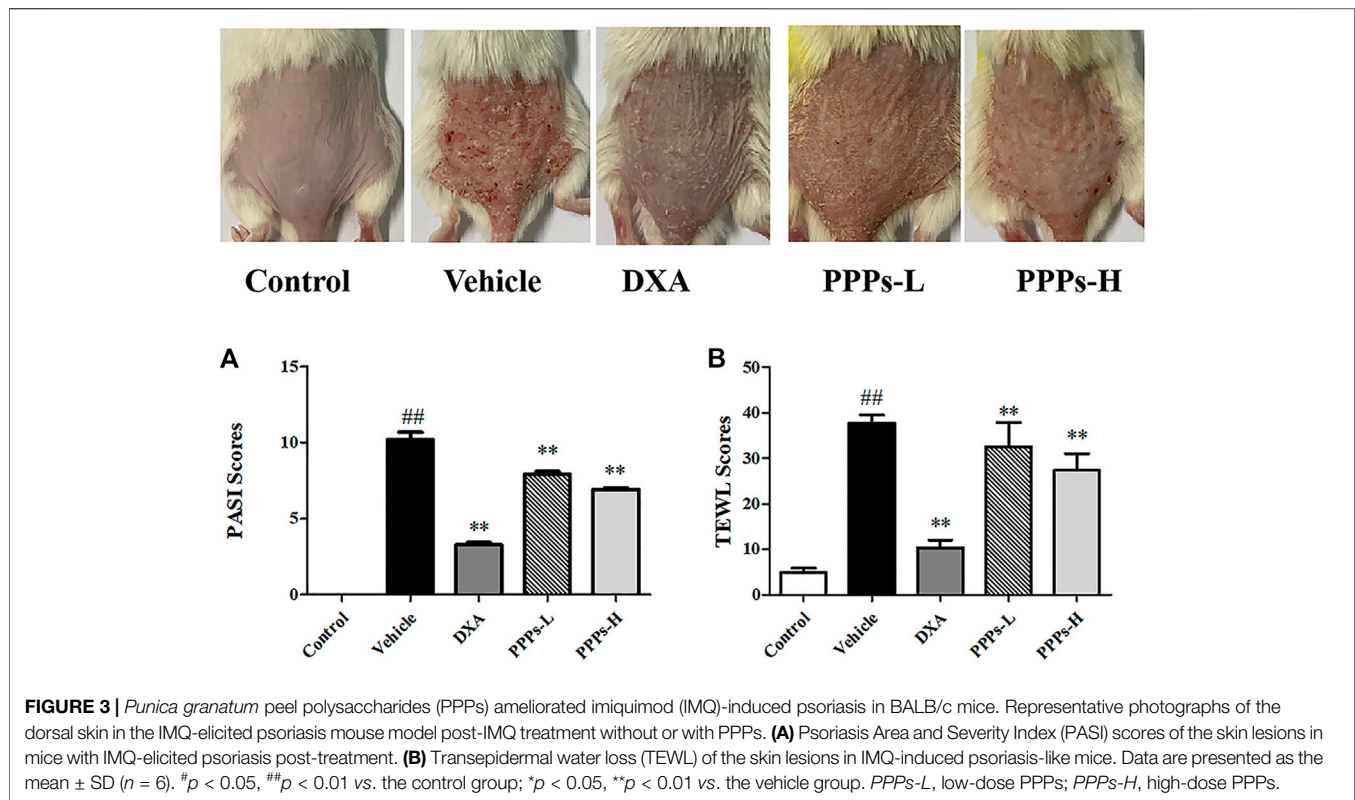 Control Vehicle DXA PPPs-L PPPs-H
A
15
10
5
0
PASI Scores
##
**
**
**
Control
Vehicle
DXA
PPPs-L
PPPs-H
B
50
40
30
20
10
0
TEWL Scores
##
**
**
**
Control
Vehicle
DXA
PPPs-L
PPPs-H
FIGURE 3 | Punica granatum peel polysaccharides (PPPs) ameliorated imiquimod (IMQ)-induced psoriasis in BALB/c mice. Representative photographs of the
dorsal skin in the IMQ-elicited psoriasis mouse model post-IMQ treatment without or with PPPs. (A) Psoriasis Area and Severity Index (PASI) scores of the skin lesions in
mice with IMQ-elicited psoriasis post-treatment. (B) Transepidermal water loss (TEWL) of the skin lesions in IMQ-induced psoriasis-like mice. Data are presented as the
mean ± SD (n = 6). #p < 0.05, ##p < 0.01 vs. the control group; *p < 0.05, **p < 0.01 vs. the vehicle group. PPPs-L, low-dose PPPs; PPPs-H, high-dose PPPs.